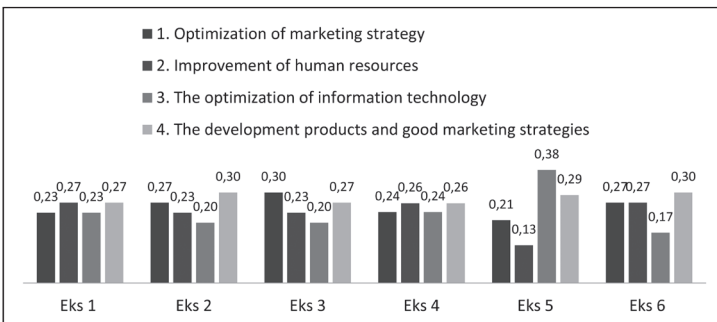 1. Optimization of marketing strategy
2. Improvement of human resources
3. The optimization of information technology
4. The development products and good marketing strategies
0,23 0,27 0,23 0,27
0,27 0,23 0,20 0,30
0,30 0,23 0,20 0,27
0,24 0,26 0,24 0,26
0,21 0,13 0,38 0,29
0,27 0,27 0,17 0,30
Eks 1 Eks 2 Eks 3 Eks 4 Eks 5 Eks 6